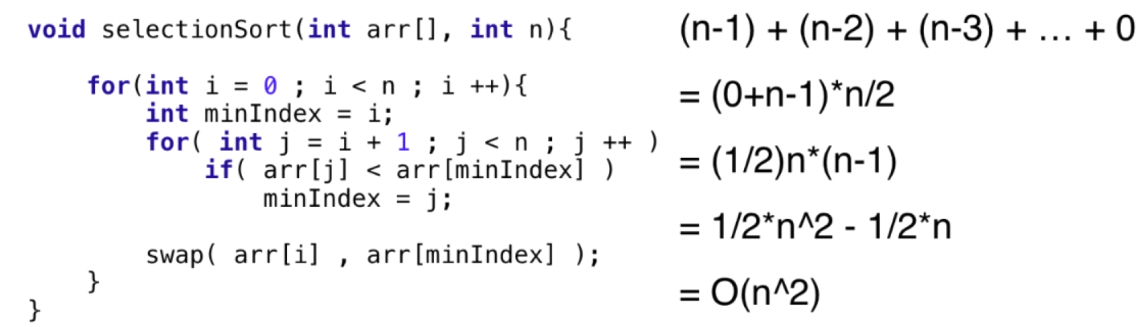 void selectionSort(int arr[], int n){
for(int i = 0 ; i < n ; i ++){
int minIndex = i;
for( int j = i + 1 ; j < n ; j ++ )
if( arr[j] < arr[minIndex] )
minIndex = j;
swap( arr[i] , arr[minIndex] );
}
}
(n-1) + (n-2) + (n-3) + ... + 0
= (0+n-1)*n/2
= (1/2)n*(n-1)
= 1/2*n^2 - 1/2*n
= O(n^2)